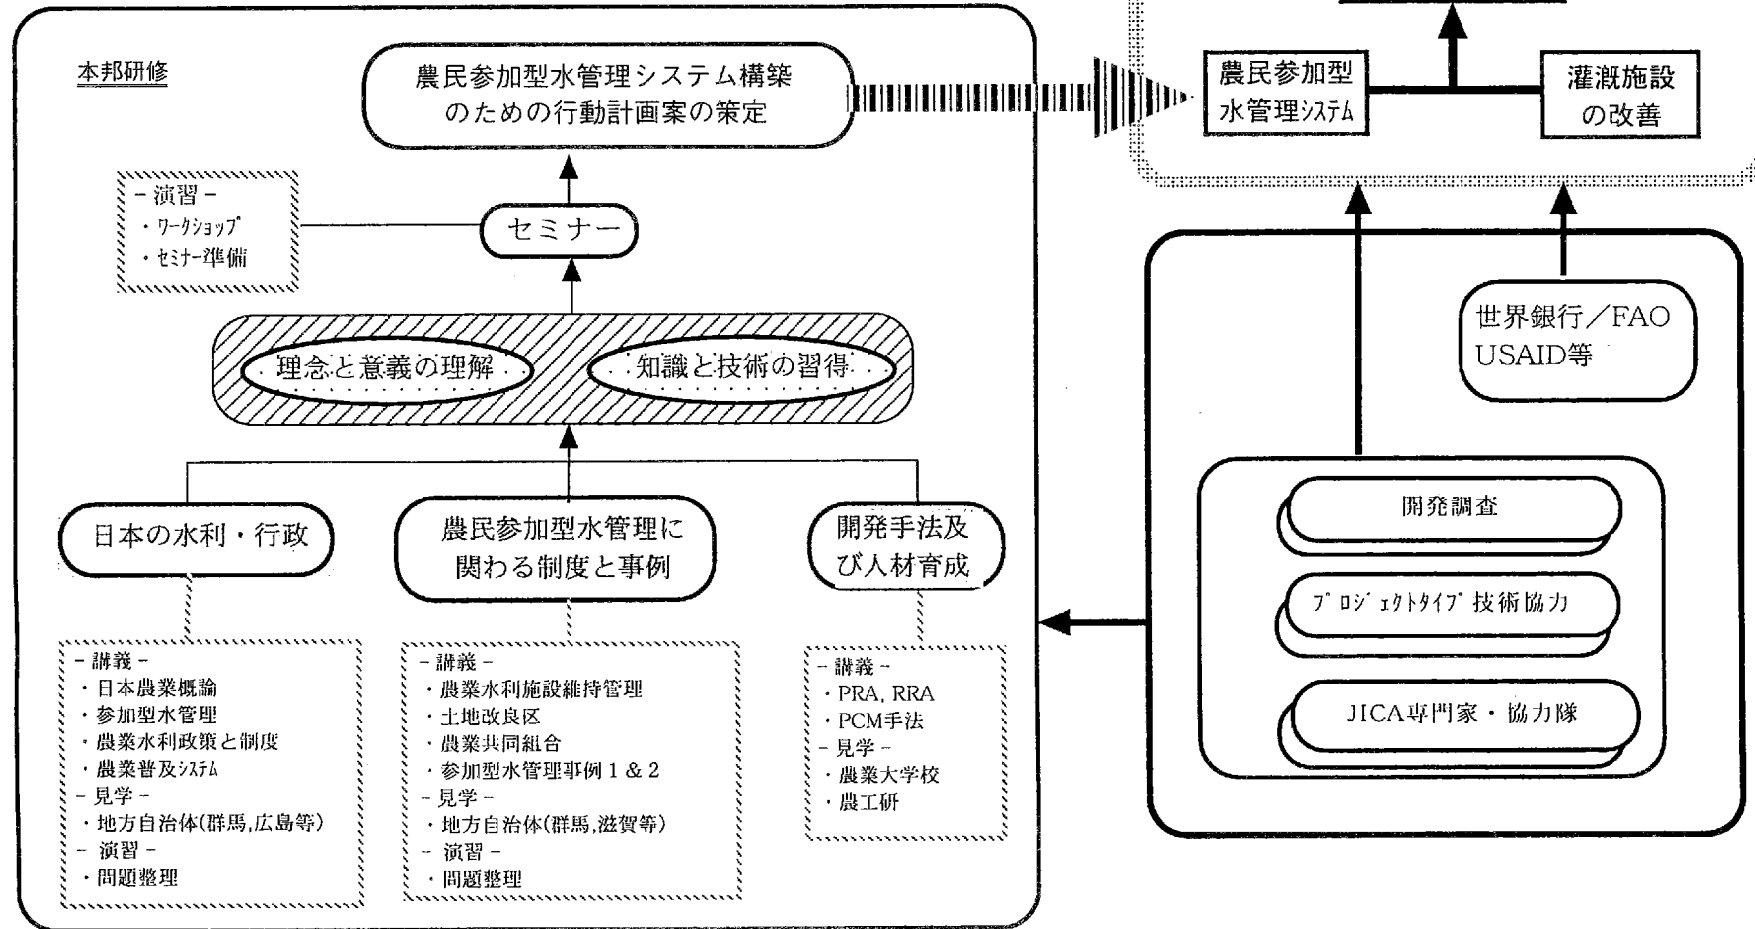 本邦研修
農民参加型水管理システム構築
のための行動計画案の策定
- 演習 -
・ワークショップ
・セミナー準備
セミナー
理念と意義の理解
知識と技術の習得
日本の水利・行政
農民参加型水管理に
関わる制度と事例
開発手法及
び人材育成
- 講義 -
・日本農業概論
・参加型水管理
・農業水利政策と制度
・農業普及システム
- 見学 -
・地方自治体(群馬,広島等)
- 演習 -
・問題整理
- 講義 -
・農業水利施設維持管理
・土地改良区
・農業共同組合
・参加型水管理事例1&2
- 見学 -
・地方自治体(群馬,滋賀等)
- 演習 -
・問題整理
- 講義 -
・PRA, RRA
・PCM手法
- 見学 -
・農業大学校
・農工研
農民参加型
水管理システム
灌漑施設
の改善
世界銀行/FAO
USAID等
開発調査
プロジェクトタイプ技術協力
JICA専門家・協力隊